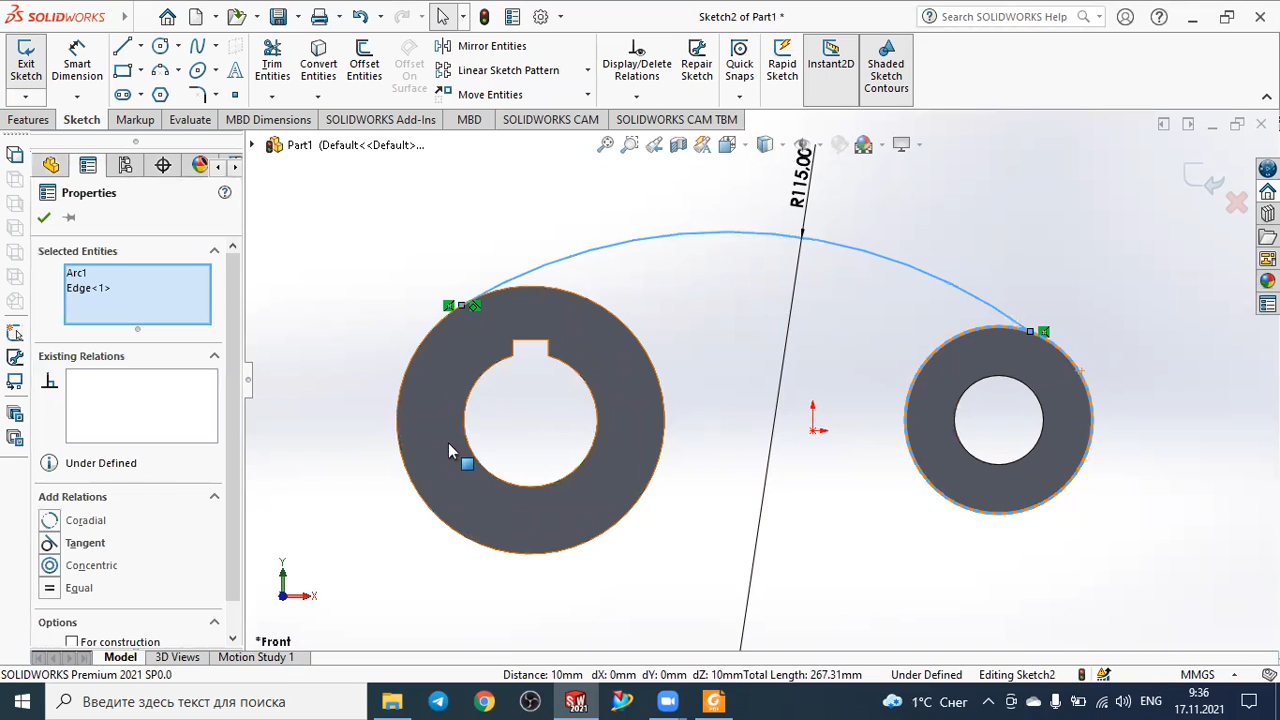 SOLIDWORKS
Sketch2 of Part1 *
Search SOLIDWORKS Help
Exit Sketch
Smart Dimension
Trim Entities
Convert Entities
Offset Entities
Offset On Surface
Mirror Entities
Linear Sketch Pattern
Move Entities
Display/Delete Relations
Repair Sketch
Quick Snaps
Rapid Sketch
Instant2D
Shaded Sketch Contours
Features
Sketch
Markup
Evaluate
MBD Dimensions
SOLIDWORKS Add-Ins
MBD
SOLIDWORKS CAM
SOLIDWORKS CAM TBM
Part1 (Default<<Default>...
Properties
Selected Entities
Arc1
Edge<1>
Existing Relations
Under Defined
Add Relations
Coradial
Tangent
Concentric
Equal
Options
For construction
R115,00
Y
X
*Front
Model
3D Views
Motion Study 1
SOLIDWORKS Premium 2021 SP0.0
Distance: 10mm dX: 0mm dY: 0mm dZ: 10mmTotal Length: 267.31mm
Under Defined
Editing Sketch2
MMGS
Введите здесь текст для поиска
1°C Снег
9:36
17.11.2021